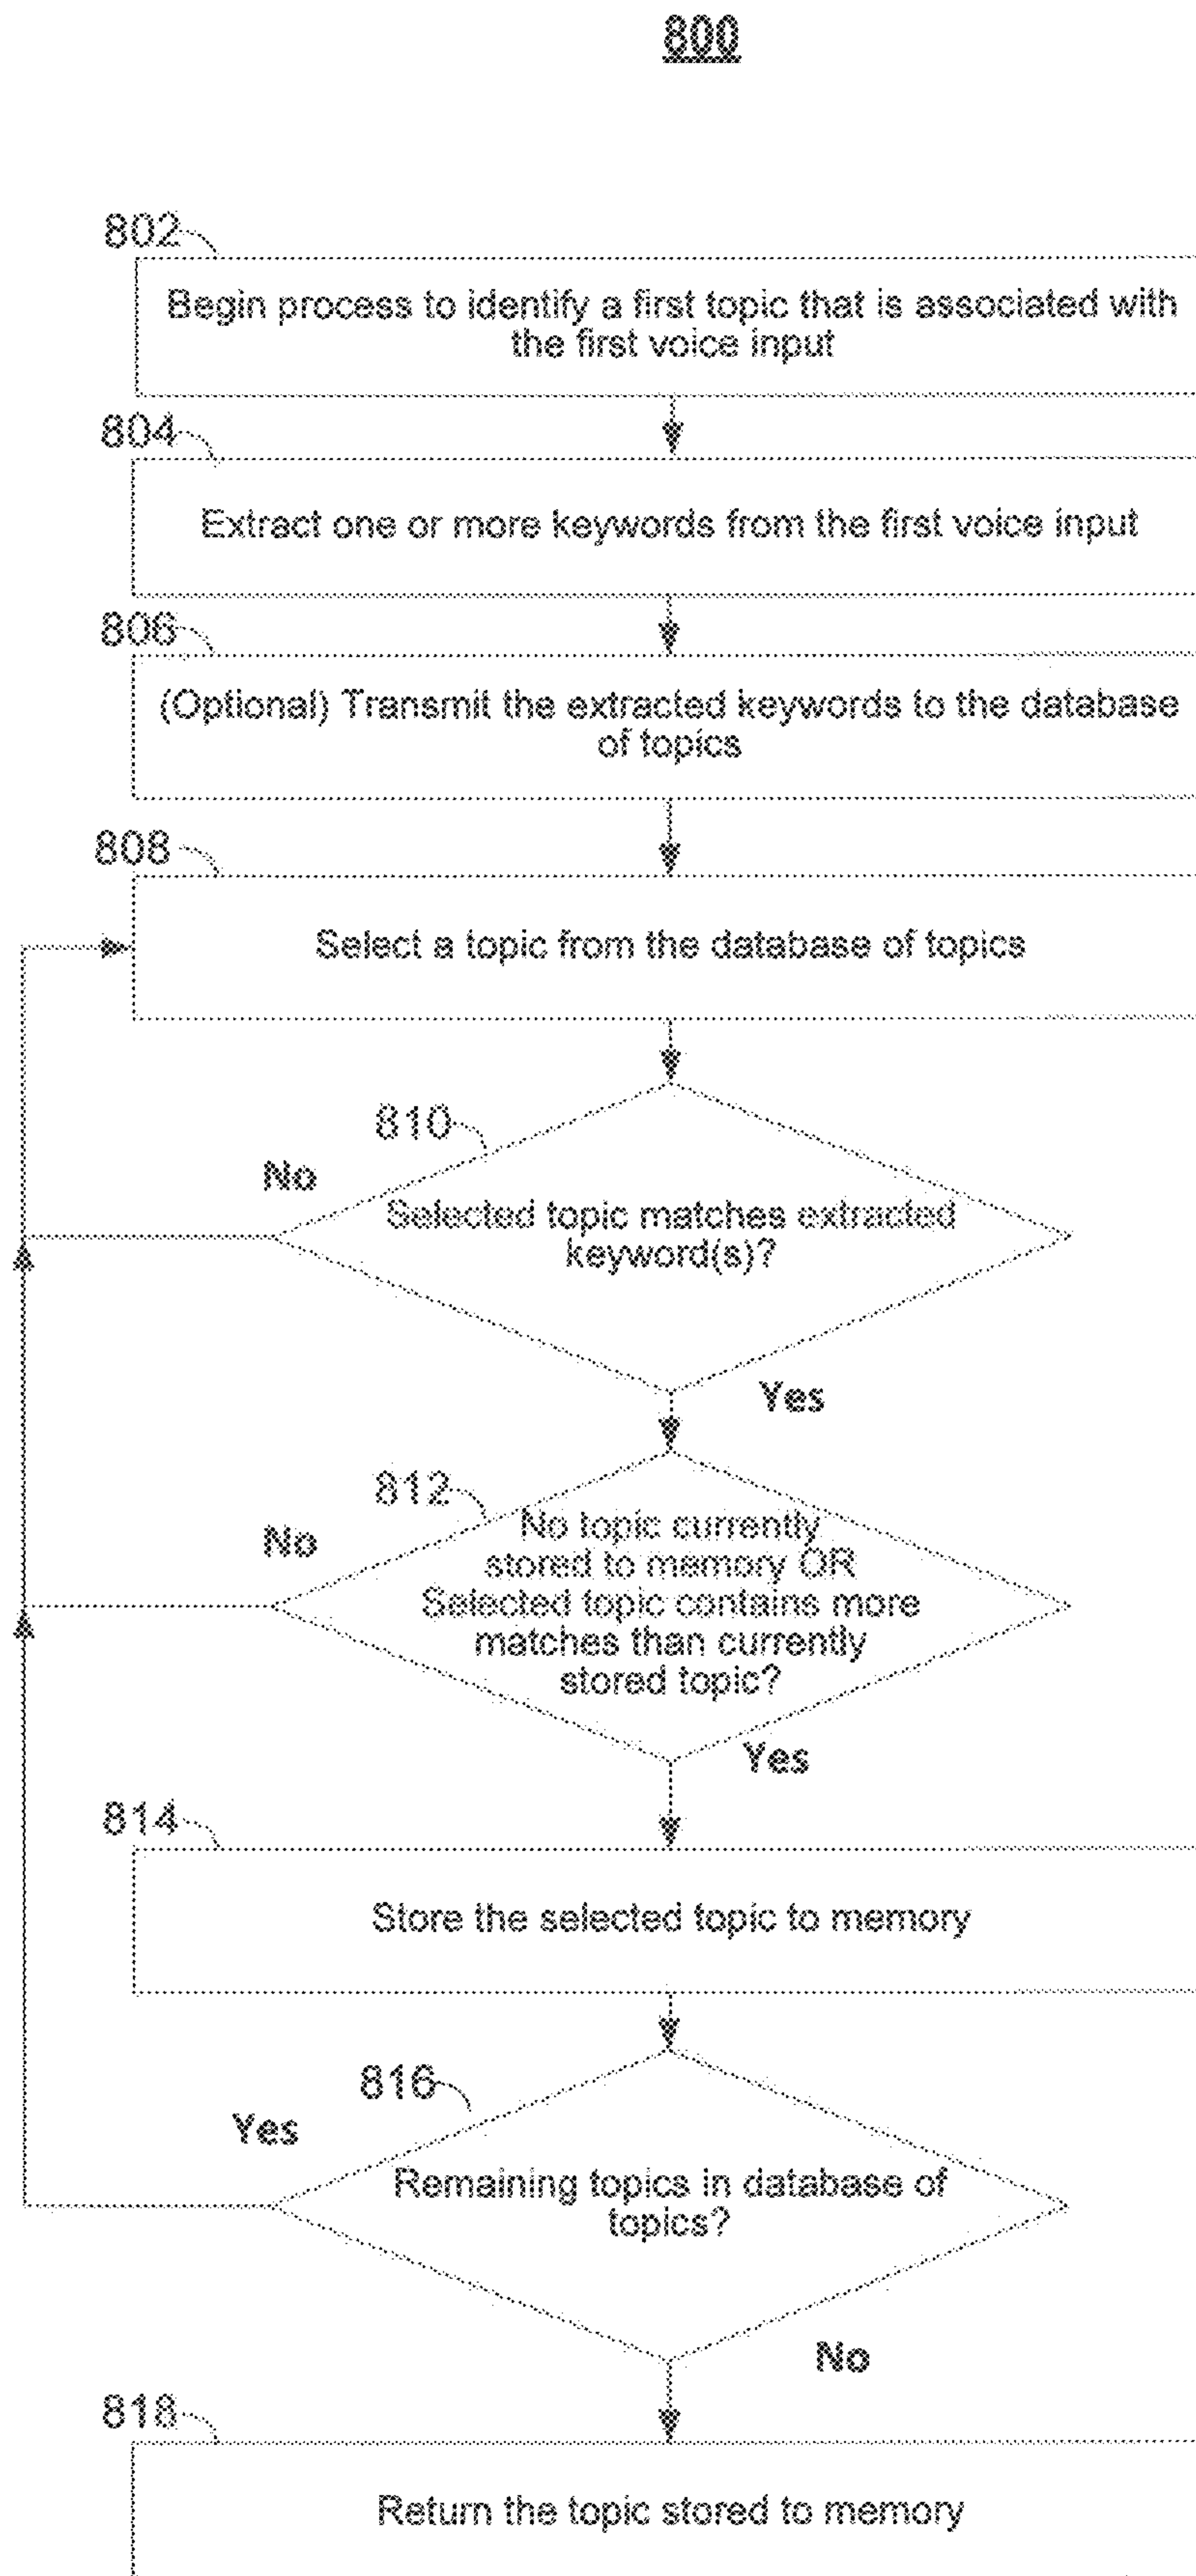 800
802
Begin process to identify a first topic that is associated with
the first voice input
804
Extract one or more keywords from the first voice input
806
(Optional) Transmit the extracted keywords to the database
of topics
808
Select a topic from the database of topics
810
No
Selected topic matches extracted
keyword(s)?
Yes
812
No
No topic currently
stored to memory OR
Selected topic contains more
matches than currently
stored topic?
Yes
814
Store the selected topic to memory
816
Yes
Remaining topics in database of
topics?
No
818
Return the topic stored to memory